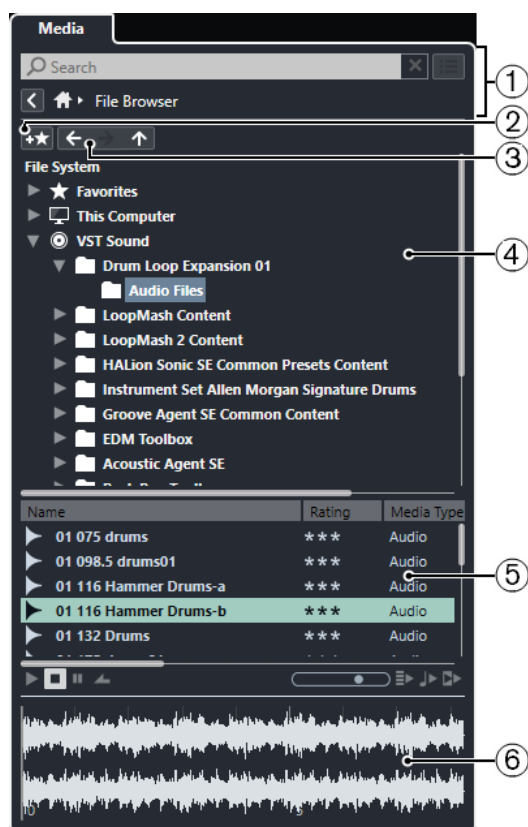 Media
Search
1
File Browser
2
3
File System
Favorites
This Computer
VST Sound
4
Drum Loop Expansion 01
Audio Files
LoopMash Content
LoopMash 2 Content
HALion Sonic SE Common Presets Content
Instrument Set Allen Morgan Signature Drums
Groove Agent SE Common Content
EDM Toolbox
Acoustic Agent SE
Name Rating Media Type
01 075 drums *** Audio
01 098.5 drums01 *** Audio
5
01 116 Hammer Drums-a *** Audio
01 116 Hammer Drums-b *** Audio
01 132 Drums *** Audio
6